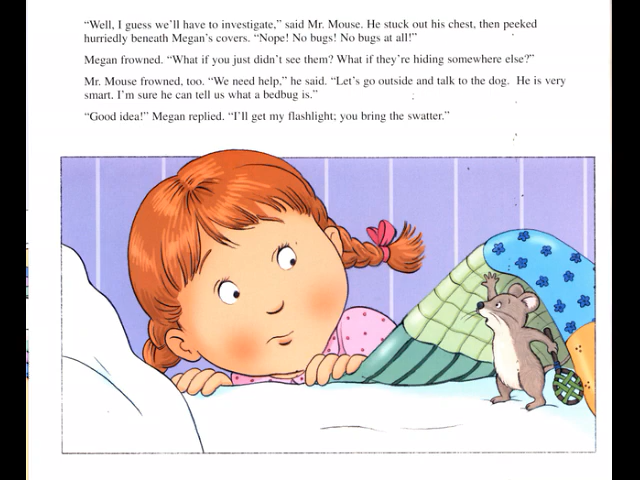 “Well, I guess we’ll have to investigate,” said Mr. Mouse. He stuck out his chest, then peeked
hurriedly beneath Megan’s covers. “Nope! No bugs! No bugs at all!”
Megan frowned. “What if you just didn’t see them? What if they’re hiding somewhere else?”
Mr. Mouse frowned, too. “We need help,” he said. “Let’s go outside and talk to the dog. He is very
smart. I’m sure he can tell us what a bedbug is.”
“Good idea!” Megan replied. “I’ll get my flashlight; you bring the swatter.”